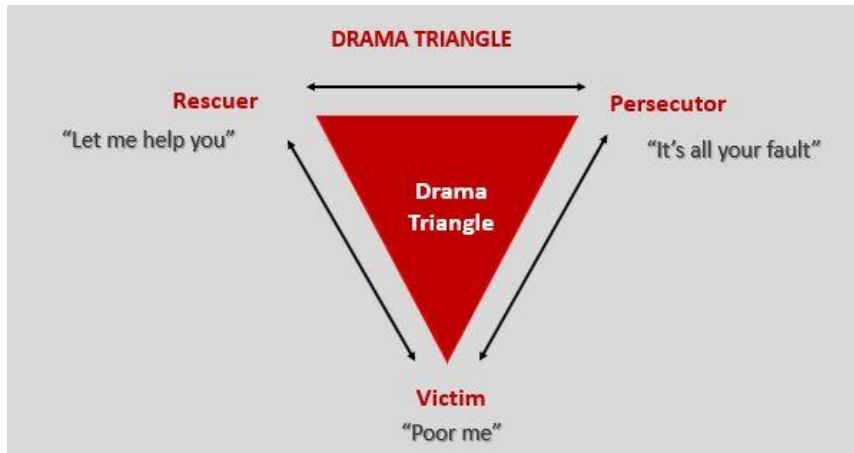 DRAMA TRIANGLE
Rescuer
“Let me help you”
Persecutor
“It’s all your fault”
Drama
Triangle
Victim
“Poor me”